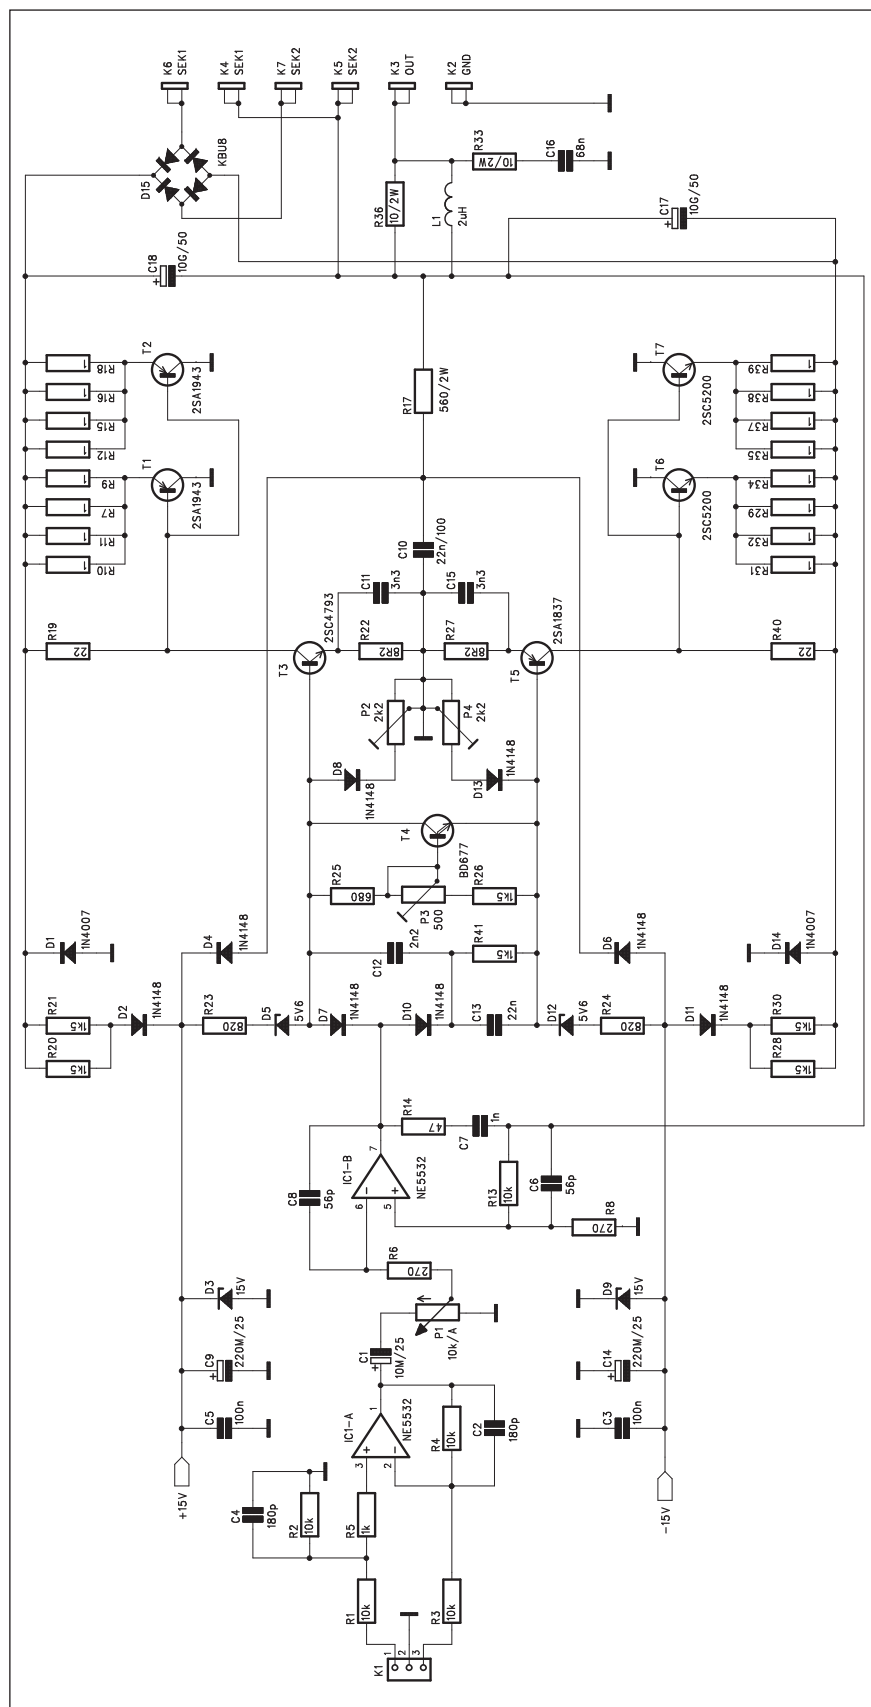 K6
SEK1
K4
SEK1
K7
SEK2
K5
SEK2
K3
OUT
K2
GND
D15
KBU8
R36
10/2W
L1
2uH
R33
10/2W
C16
68n
C18
10G/50
+
C17
10G/50
+
R18
1
R16
1
R15
1
R12
1
R9
1
R7
1
R11
1
R10
1
T2
2SA1943
T1
2SA1943
R17
560/2W
T7
2SC5200
T6
2SC5200
R39
1
R38
1
R37
1
R35
1
R34
1
R29
1
R32
1
R31
1
C10
22n/100
C11
3n3
C15
3n3
R19
22
T3
2SC4793
R22
8R2
R27
8R2
T5
2SA1837
R40
22
P2
2k2
P4
2k2
D8
1N4148
D13
1N4148
T4
BD677
R25
680
P3
500
R26
1k5
D1
1N4007
D4
1N4148
C12
2n2
R41
1k5
D6
1N4148
D14
1N4007
R21
1k5
R20
1k5
D2
1N4148
R23
820
D5
5V6
D7
1N4148
D10
1N4148
C13
22n
D12
5V6
R24
820
D11
1N4148
R30
1k5
R28
1k5
R14
47
C7
1n
C8
56p
IC1-B
NE5532
7
6
5
–
+
R13
10k
C6
56p
R8
270
R6
270
P1
10k/A
D3
15V
C9
220M/25
+
C5
100n
+15V
C1
10M/25
+
IC1-A
NE5532
1
3
2
+
–
R4
10k
C2
180p
D9
15V
C14
220M/25
+
C3
100n
-15V
C4
180p
R2
10k
R5
1k
R1
10k
R3
10k
K1
1
2
3